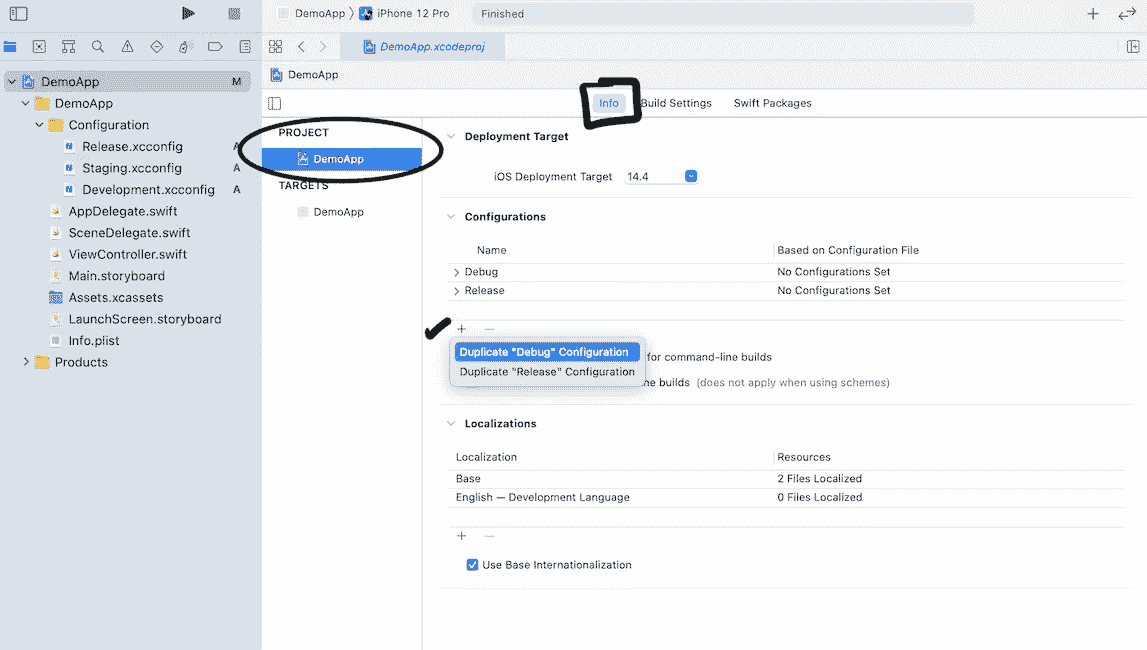 DemoApp
iPhone 12 Pro
Finished
DemoApp.xcodeproj
DemoApp
M
DemoApp
DemoApp
Configuration
Release.xcconfig
A
Staging.xcconfig
A
Development.xcconfig
A
AppDelegate.swift
SceneDelegate.swift
ViewController.swift
Main.storyboard
Assets.xcassets
LaunchScreen.storyboard
Info.plist
Products
Info
Build Settings
Swift Packages
PROJECT
DemoApp
TARGETS
DemoApp
Deployment Target
iOS Deployment Target
14.4
Configurations
Name
Based on Configuration File
Debug
No Configurations Set
Release
No Configurations Set
Duplicate "Debug" Configuration
for command-line builds
Duplicate "Release" Configuration
ne builds (does not apply when using schemes)
Localizations
Localization
Resources
Base
2 Files Localized
English — Development Language
0 Files Localized
Use Base Internationalization